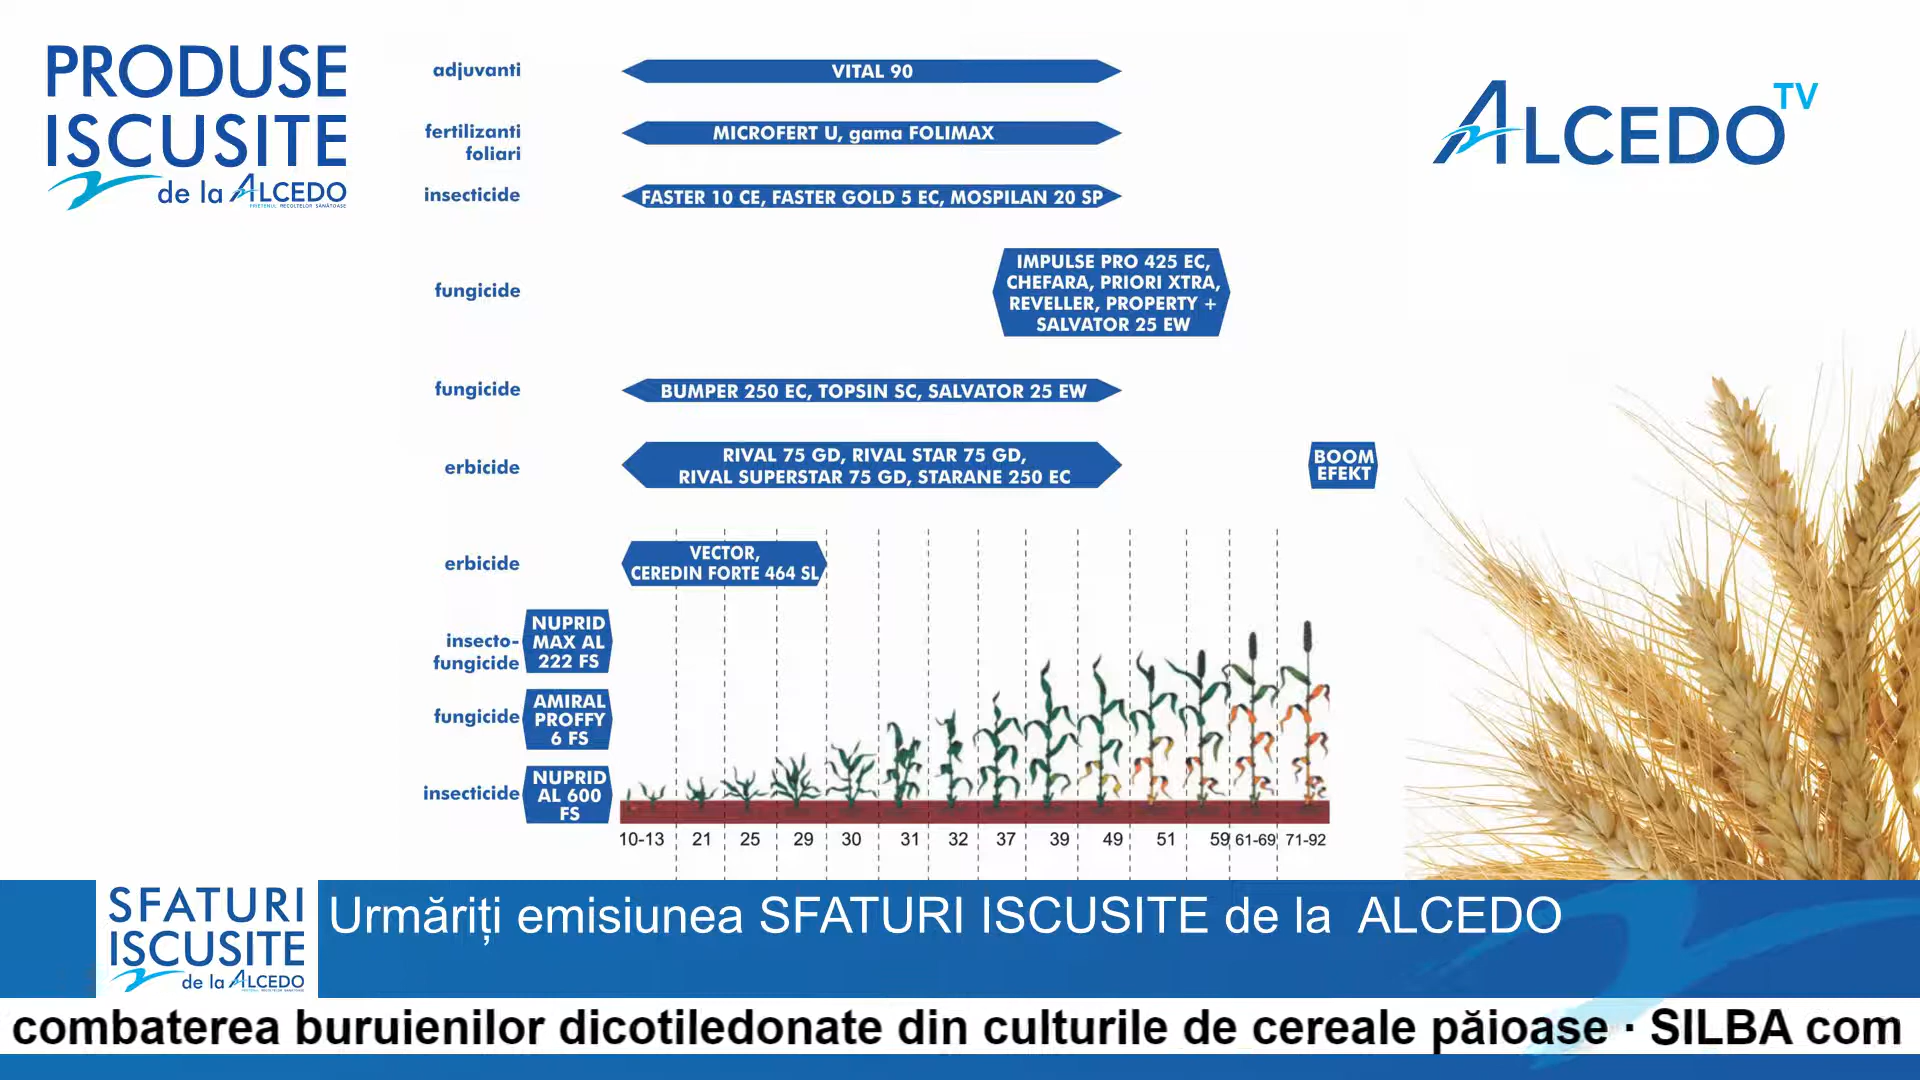 PRODUSE
ISCUSITE
de la ALCEDO
PRIETENUL RECOLTELOR SANĂTOASE
ALCEDO TV
adjuvanti
VITAL 90
fertilizanti
foliari
MICROFERT U, gama FOLIMAX
insecticide
FASTER 10 CE, FASTER GOLD 5 EC, MOSPILAN 20 SP
fungicide
IMPULSE PRO 425 EC,
CHEFARA, PRIORI XTRA,
REVELLER, PROPERTY +
SALVATOR 25 EW
fungicide
BUMPER 250 EC, TOPSIN SC, SALVATOR 25 EW
erbicide
RIVAL 75 GD, RIVAL STAR 75 GD,
RIVAL SUPERSTAR 75 GD, STARANE 250 EC
BOOM
EFEKT
erbicide
VECTOR,
CEREDIN FORTE 464 SL
insecto-
fungicide
NUPRID
MAX AL
222 FS
fungicide
AMIRAL
PROFFY
6 FS
insecticide
NUPRID
AL 600
FS
10-13 21 25 29 30 31 32 37 39 49 51 59 61-69 71-92
SFATURI
ISCUSITE
de la ALCEDO
Urmăriți emisiunea SFATURI ISCUSITE de la ALCEDO
combaterea buruienilor dicotiledonate din culturile de cereale păioase · SILBA com